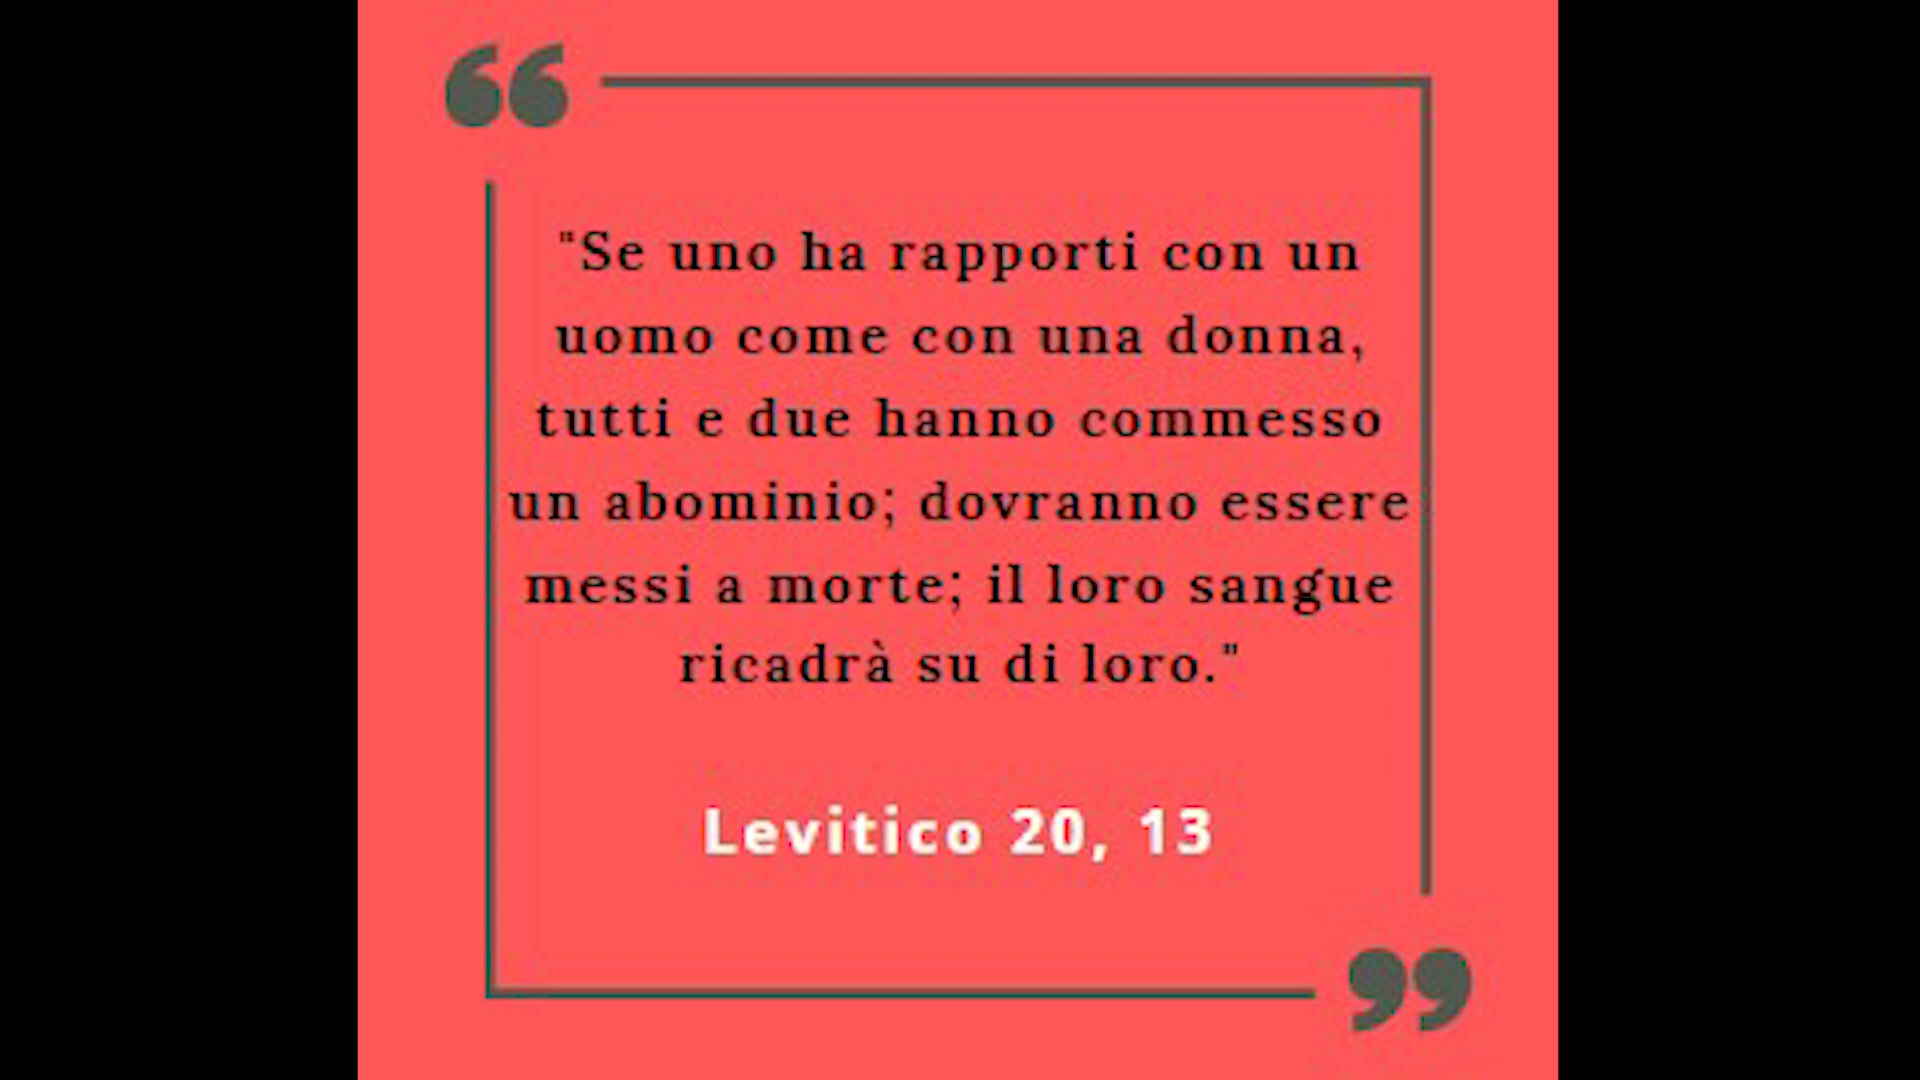 "Se uno ha rapporti con un
uomo come con una donna,
tutti e due hanno commesso
un abominio; dovranno essere
messi a morte; il loro sangue
ricadrà su di loro."
Levitico 20, 13